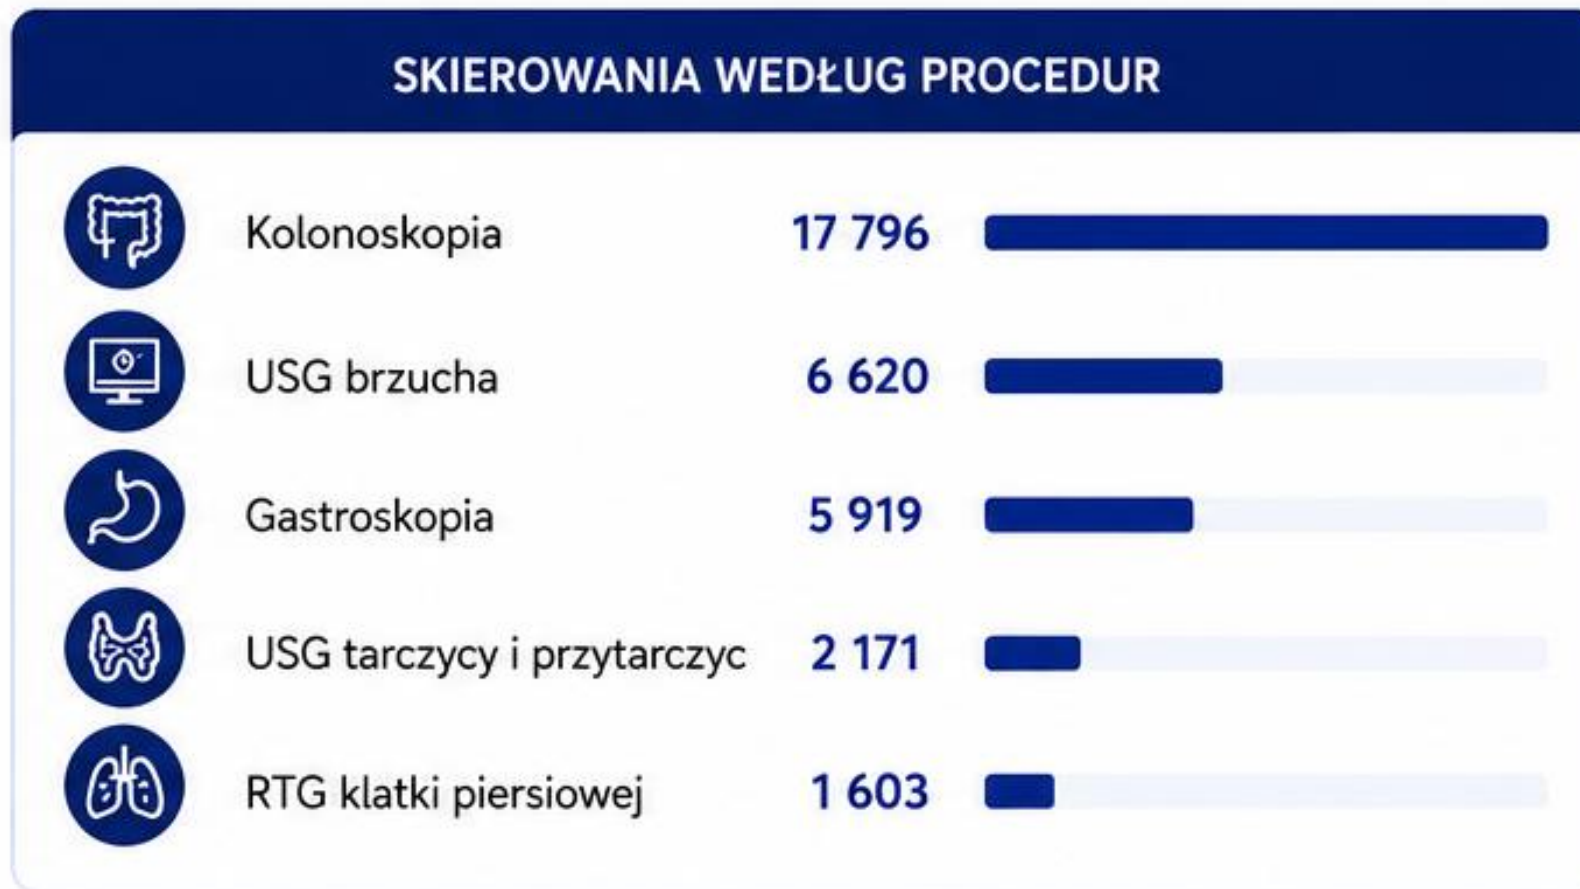 SKIEROWANIA WEDŁUG PROCEDUR
Kolonoskopia 17 796
USG brzucha 6 620
Gastroskopia 5 919
USG tarczycy i przytarczyc 2 171
RTG klatki piersiowej 1 603